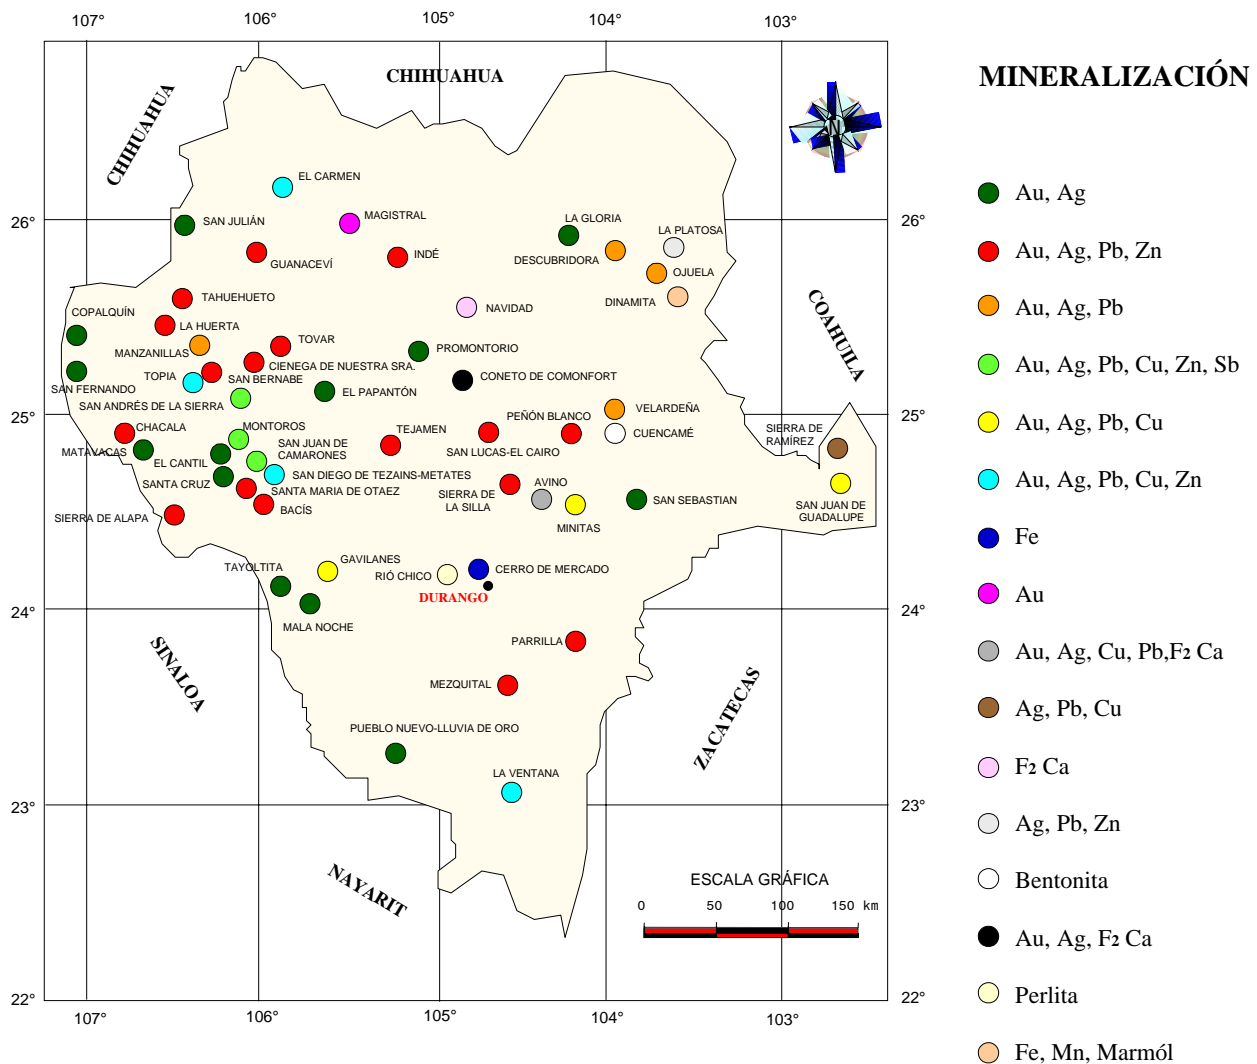 107°
106°
105°
104°
103°
CHIHUAHUA
CHIHUAHUA
MINERALIZACIÓN
N
EL CARMEN
Au, Ag
26°
SAN JULIÁN
MAGISTRAL
LA GLORIA
LA PLATOSA
26°
GUANACEVÍ
INDÉ
DESCUBRIDORA
OJUELA
Au, Ag, Pb, Zn
TAHUEHUETO
NAVIDAD
DINAMITA
COAHUILA
Au, Ag, Pb
COPALQUÍN
LA HUERTA
MANZANILLAS
TOVAR
PROMONTORIO
CIENEGA DE NUESTRA SRA.
TOPIA
SAN BERNABE
CONETO DE COMONFORT
Au, Ag, Pb, Cu, Zn, Sb
SAN FERNANDO
EL PAPANTÓN
SAN ANDRÉS DE LA SIERRA
25°
VELARDEÑA
25°
Au, Ag, Pb, Cu
CHACALA
MONTOROS
TEJAMEN
PEÑÓN BLANCO
CUENCAMÉ
SIERRA DE
RAMÍREZ
MATAVACAS
EL CANTIL
SAN JUAN DE
CAMARONES
SAN LUCAS-EL CAIRO
SANTA CRUZ
SAN DIEGO DE TEZAINS-METATES
AVINO
Au, Ag, Pb, Cu, Zn
SANTA MARIA DE OTAEZ
SIERRA DE
LA SILLA
SAN SEBASTIAN
SAN JUAN DE
GUADALUPE
SIERRA DE ALAPA
BACÍS
MINITAS
Fe
TAYOLTITA
GAVILANES
RIÓ CHICO
CERRO DE MERCADO
DURANGO
Au
24°
MALA NOCHE
24°
SINALOA
PARRILLA
Au, Ag, Cu, Pb,F2 Ca
MEZQUITAL
ZACATECAS
Ag, Pb, Cu
PUEBLO NUEVO-LLUVIA DE ORO
LA VENTANA
F2 Ca
23°
23°
Ag, Pb, Zn
NAYARIT
ESCALA GRÁFICA
Bentonita
0 50 100 150 km
Au, Ag, F2 Ca
22°
22°
Perlita
107°
106°
105°
104°
103°
Fe, Mn, Marmól